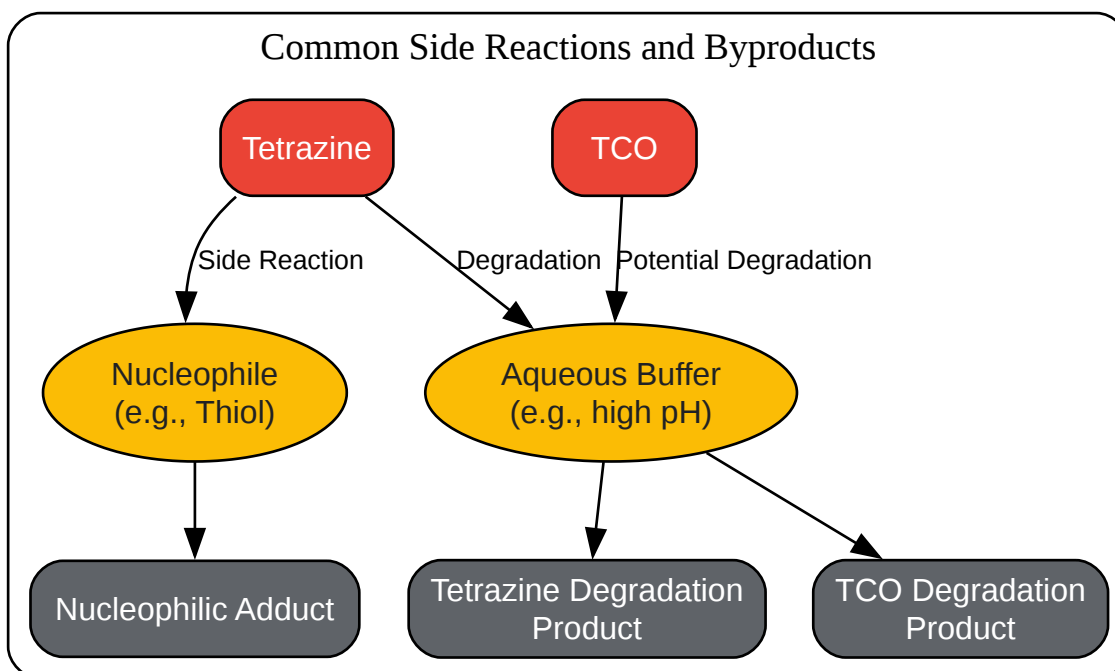 Common Side Reactions and Byproducts
Tetrazine
TCO
Side Reaction
Degradation
Potential Degradation
Nucleophile
(e.g., Thiol)
Aqueous Buffer
(e.g., high pH)
Nucleophilic Adduct
Tetrazine Degradation
Product
TCO Degradation
Product